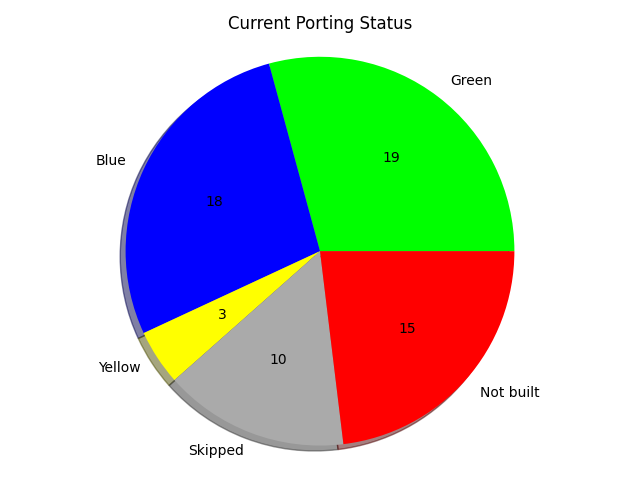 Current Porting Status
Green
19
Blue
18
Yellow
3
Skipped
10
Not built
15